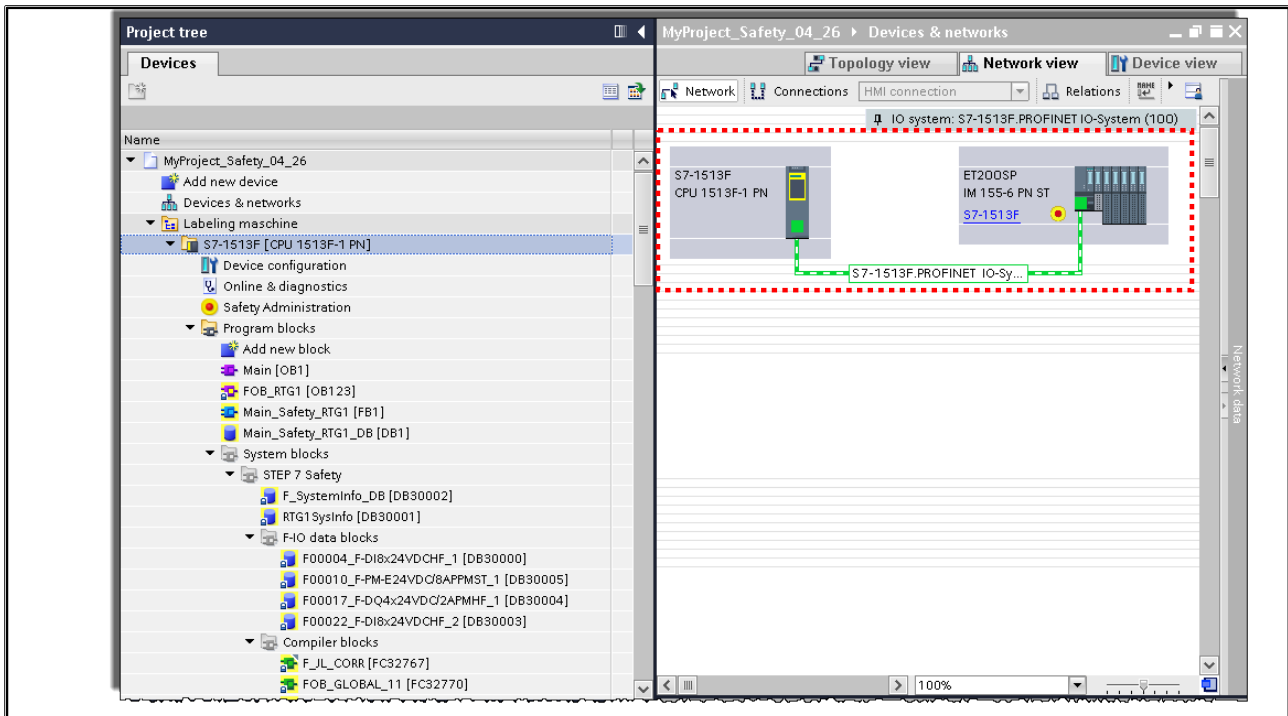 Project tree
Devices
Name
MyProject_Safety_04_26
Add new device
Devices & networks
Labeling maschine
S7-1513F [CPU 1513F-1 PN]
Device configuration
Online & diagnostics
Safety Administration
Program blocks
Add new block
Main [OB1]
FOB_RTG1 [OB123]
Main_Safety_RTG1 [FB1]
Main_Safety_RTG1_DB [DB1]
System blocks
STEP 7 Safety
F_SystemInfo_DB [DB30002]
RTG1SysInfo [DB30001]
F-IO data blocks
F00004_F-DI8x24VDCHF_1 [DB30000]
F00010_F-PM-E24VDC/8APPMST_1 [DB30005]
F00017_F-DQ4x24VDC/2APMHF_1 [DB30004]
F00022_F-DI8x24VDCHF_2 [DB30003]
Compiler blocks
F_JL_CORR [FC32767]
FOB_GLOBAL_11 [FC32770]
MyProject_Safety_04_26 ▸ Devices & networks
Topology view Network view Device view
Network Connections HMI connection Relations
IO system: S7-1513F.PROFINET IO-System (100)
S7-1513F
CPU 1513F-1 PN
ET200SP
IM 155-6 PN ST
S7-1513F
S7-1513F.PROFINET IO-Sy...
Network data
100%